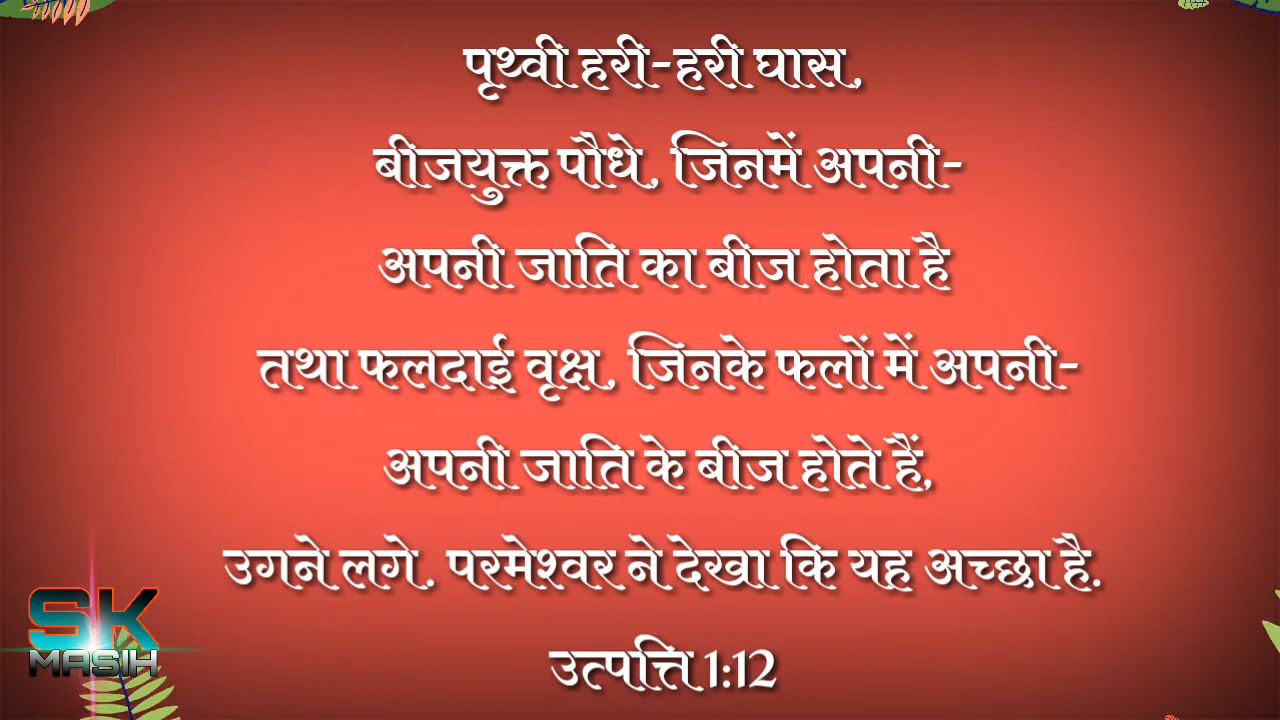 पृथ्वी हरी-हरी घास,
बीजयुक्त पौधे, जिनमें अपनी-
अपनी जाति का बीज होता है
तथा फलदाई वृक्ष, जिनके फलों में अपनी-
अपनी जाति के बीज होते हैं,
उगने लगे. परमेश्वर ने देखा कि यह अच्छा है.
उत्पत्ति 1:12
SK
MASIH